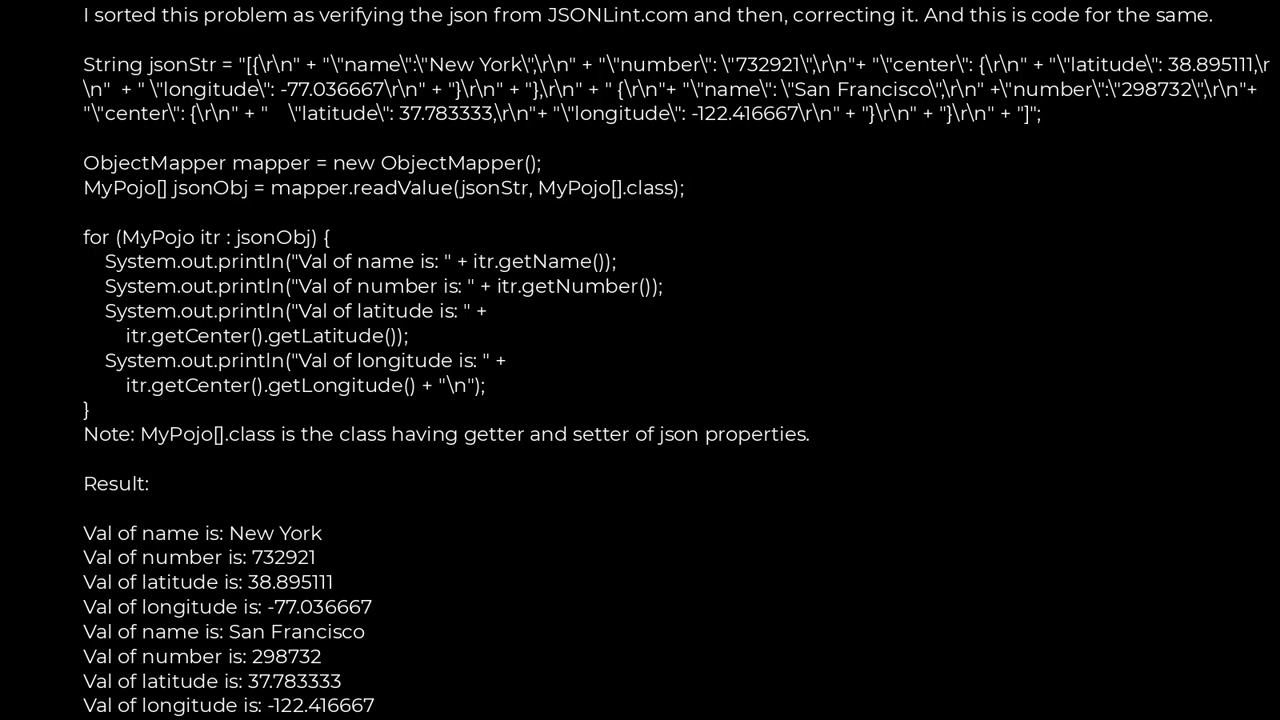 I sorted this problem as verifying the json from JSONLint.com and then, correcting it. And this is code for the same.
String jsonStr = "[{\r\n" + "\"name\":\"New York\",\r\n" + "\"number\": \"732921\",\r\n"+ "\"center\": {\r\n" + "\"latitude\": 38.895111,\r
\n"  + " \"longitude\": -77.036667\r\n" + "}\r\n" + "},\r\n" + " {\r\n"+ "\"name\": \"San Francisco\",\r\n" +\"number\":\"298732\",\r\n"+
"\"center\": {\r\n" + "    \"latitude\": 37.783333,\r\n"+ "\"longitude\": -122.416667\r\n" + "}\r\n" + "}\r\n" + "]";
ObjectMapper mapper = new ObjectMapper();
MyPojo[] jsonObj = mapper.readValue(jsonStr, MyPojo[].class);
for (MyPojo itr : jsonObj) {
    System.out.println("Val of name is: " + itr.getName());
    System.out.println("Val of number is: " + itr.getNumber());
    System.out.println("Val of latitude is: " +
        itr.getCenter().getLatitude());
    System.out.println("Val of longitude is: " +
        itr.getCenter().getLongitude() + "\n");
}
Note: MyPojo[].class is the class having getter and setter of json properties.
Result:
Val of name is: New York
Val of number is: 732921
Val of latitude is: 38.895111
Val of longitude is: -77.036667
Val of name is: San Francisco
Val of number is: 298732
Val of latitude is: 37.783333
Val of longitude is: -122.416667